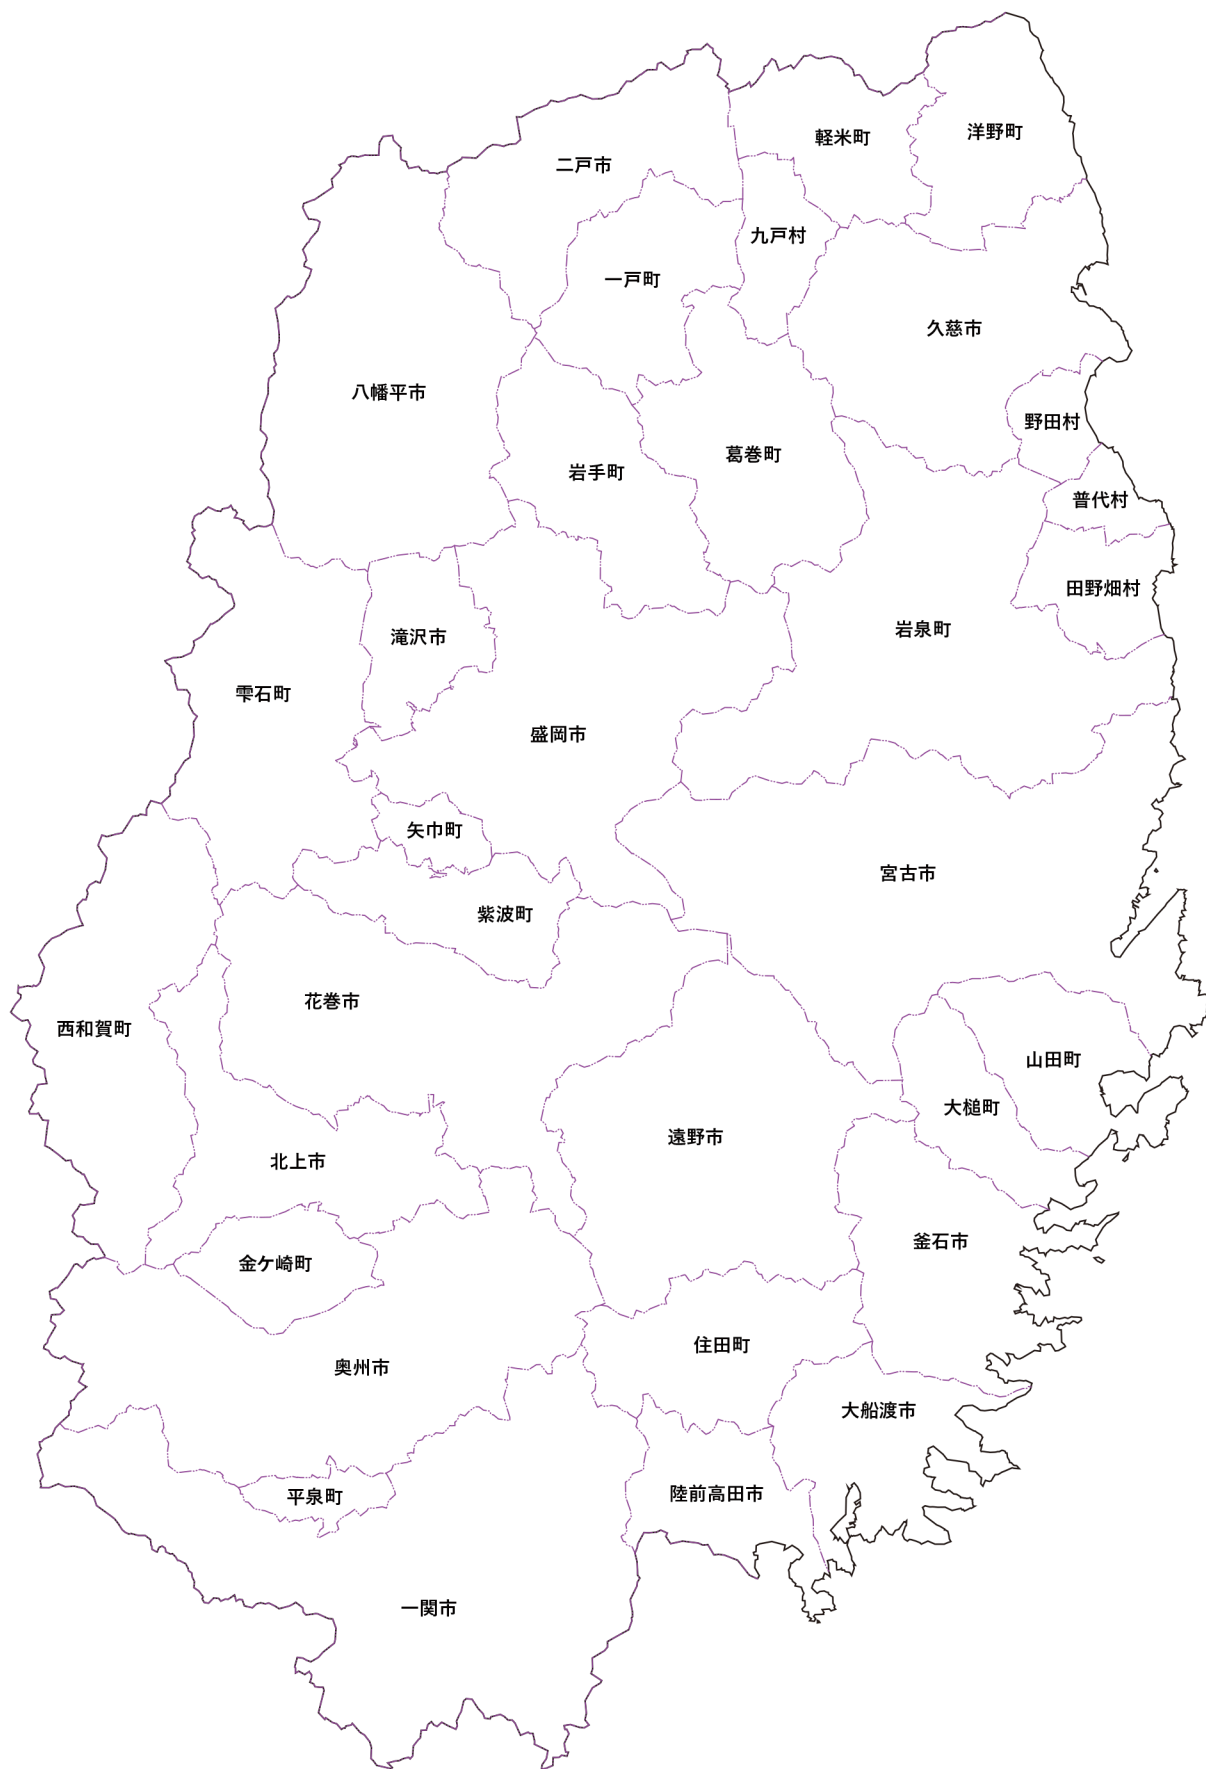 洋野町
軽米町
二戸市
九戸村
一戸町
久慈市
八幡平市
野田村
葛巻町
岩手町
普代村
田野畑村
岩泉町
滝沢市
雫石町
盛岡市
矢巾町
宮古市
紫波町
花巻市
西和賀町
山田町
大槌町
遠野市
北上市
釜石市
金ケ崎町
住田町
奥州市
大船渡市
陸前高田市
平泉町
一関市